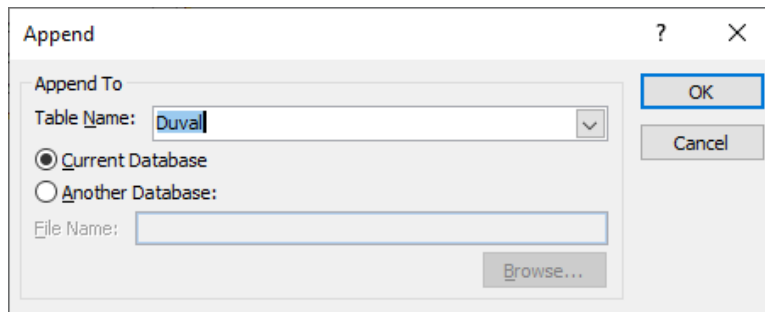 Append
Append To
Table Name: Duval
Current Database
Another Database:
File Name:
Browse...
OK
Cancel